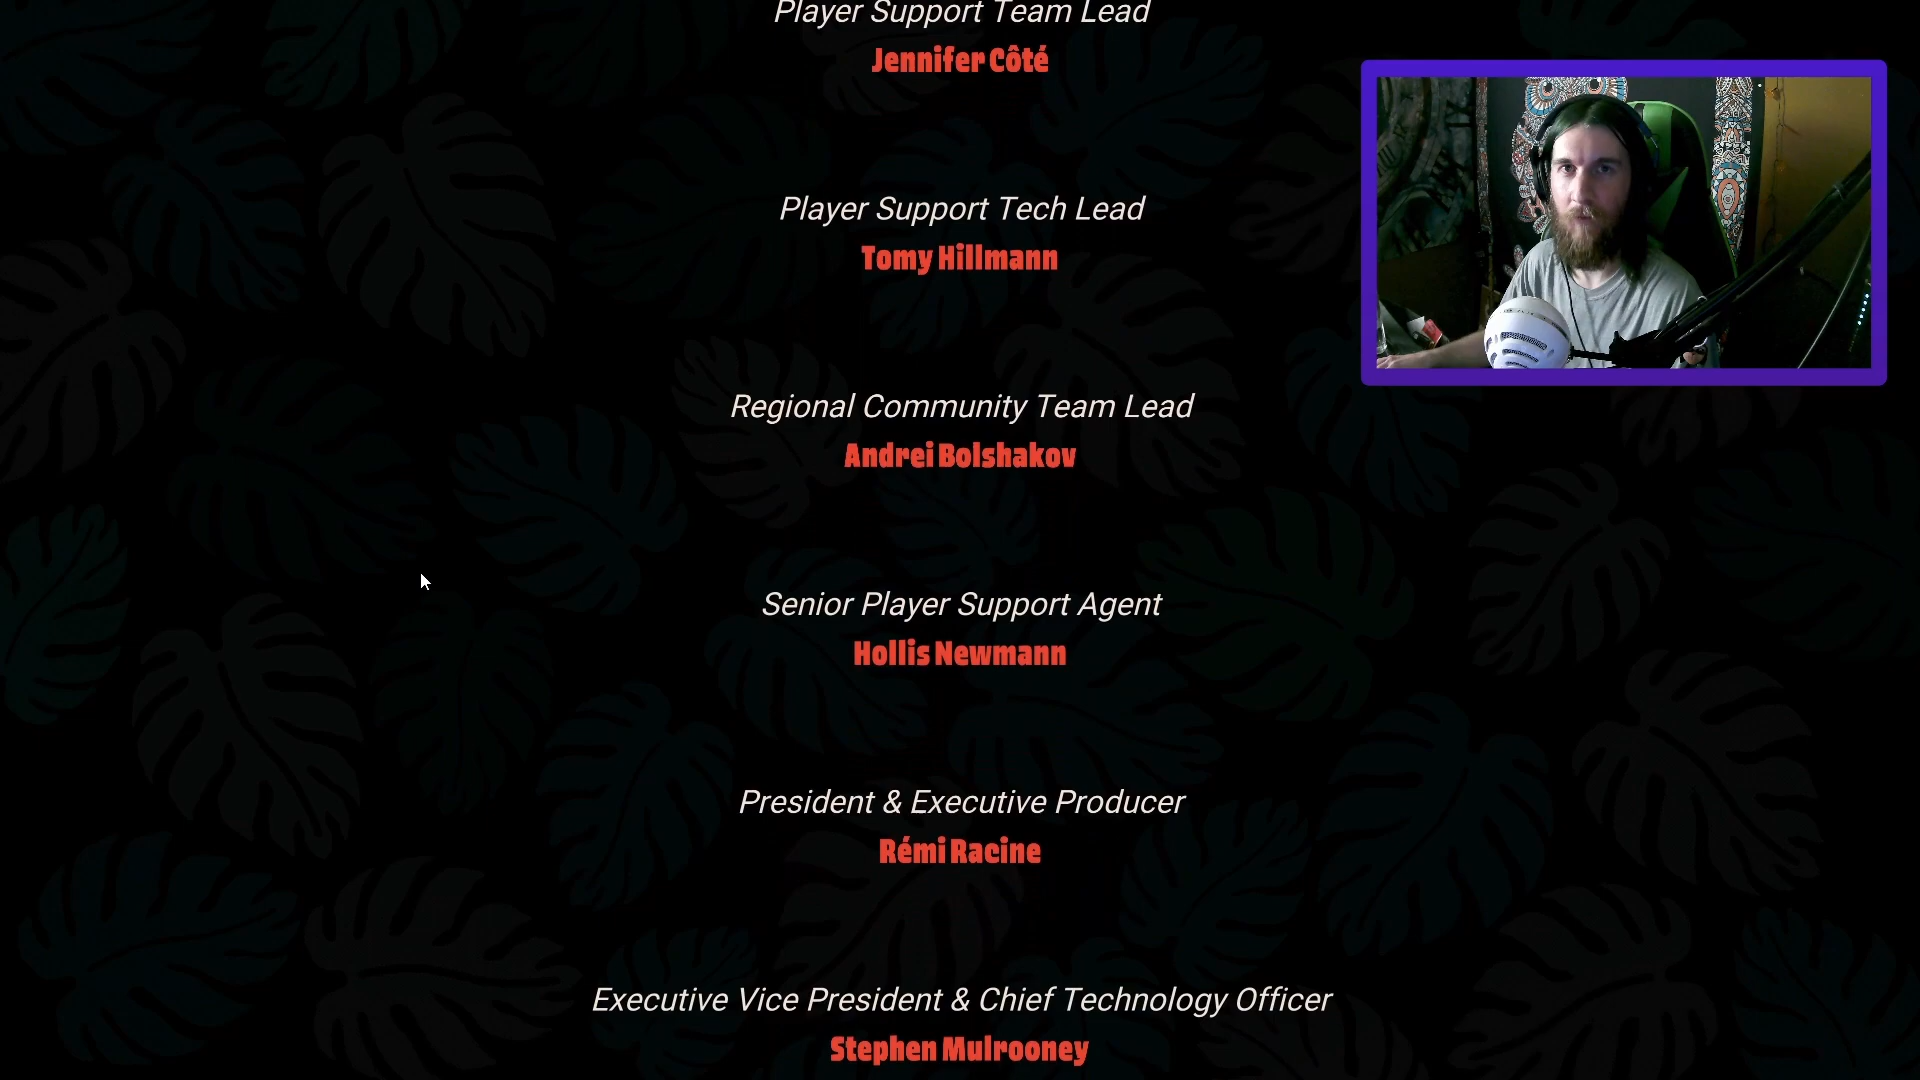 Player Support Team Lead
Jennifer Côté
Player Support Tech Lead
Tomy Hillmann
Regional Community Team Lead
Andrei Bolshakov
Senior Player Support Agent
Hollis Newmann
President & Executive Producer
Rémi Racine
Executive Vice President & Chief Technology Officer
Stephen Mulrooney